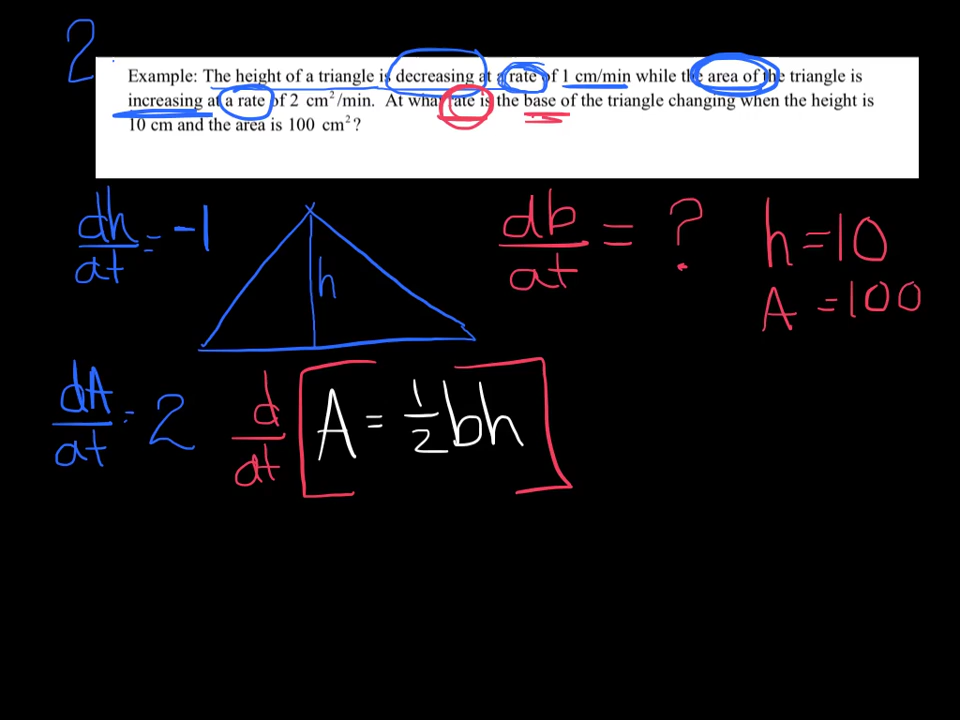 2
Example: The height of a triangle is decreasing at a rate of 1 cm/min while the area of the triangle is
increasing at a rate of 2 cm²/min. At what rate is the base of the triangle changing when the height is
10 cm and the area is 100 cm²?
dh/dt = -1
h
db/dt = ?
h = 10
A = 100
dA/dt = 2
d/dt [A = 1/2 bh]